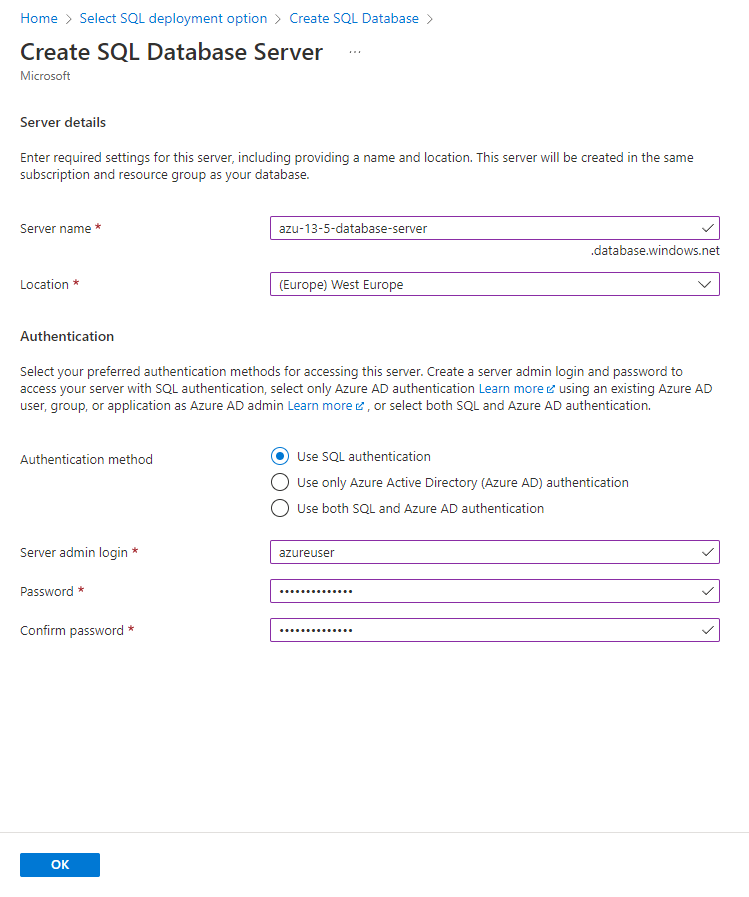 Home > Select SQL deployment option > Create SQL Database >
Create SQL Database Server ...
Microsoft
Server details
Enter required settings for this server, including providing a name and location. This server will be created in the same
subscription and resource group as your database.
Server name *
azu-13-5-database-server
.database.windows.net
Location *
(Europe) West Europe
Authentication
Select your preferred authentication methods for accessing this server. Create a server admin login and password to
access your server with SQL authentication, select only Azure AD authentication Learn more using an existing Azure AD
user, group, or application as Azure AD admin Learn more , or select both SQL and Azure AD authentication.
Authentication method
Use SQL authentication
Use only Azure Active Directory (Azure AD) authentication
Use both SQL and Azure AD authentication
Server admin login *
azureuser
Password *
••••••••••••••
Confirm password *
••••••••••••••
OK